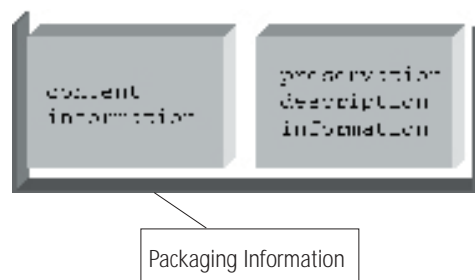 content
information
preservation
description
information
Packaging Information